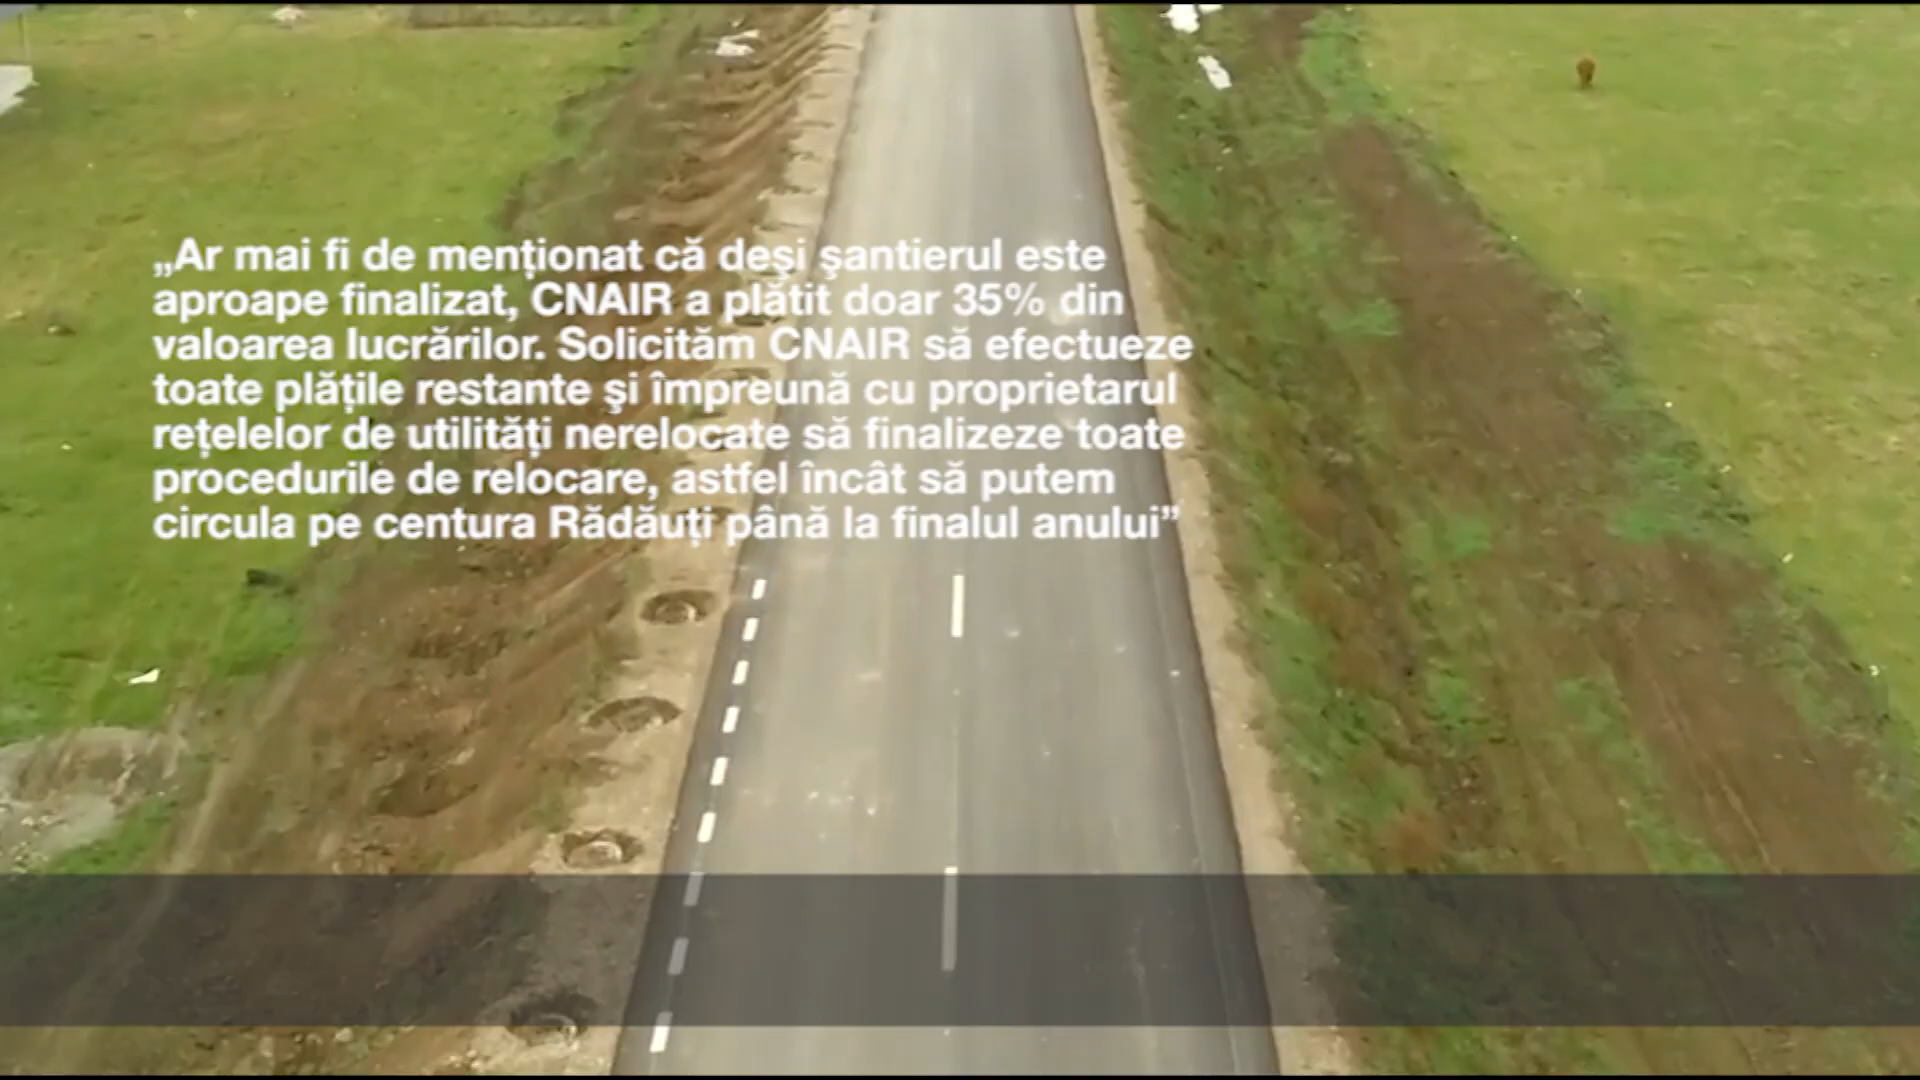 „Ar mai fi de menționat că deși șantierul este
aproape finalizat, CNAIR a plătit doar 35% din
valoarea lucrărilor. Solicităm CNAIR să efectueze
toate plățile restante și împreună cu proprietarul
rețelelor de utilități nerelocate să finalizeze toate
procedurile de relocare, astfel încât să putem
circula pe centura Rădăuți până la finalul anului”